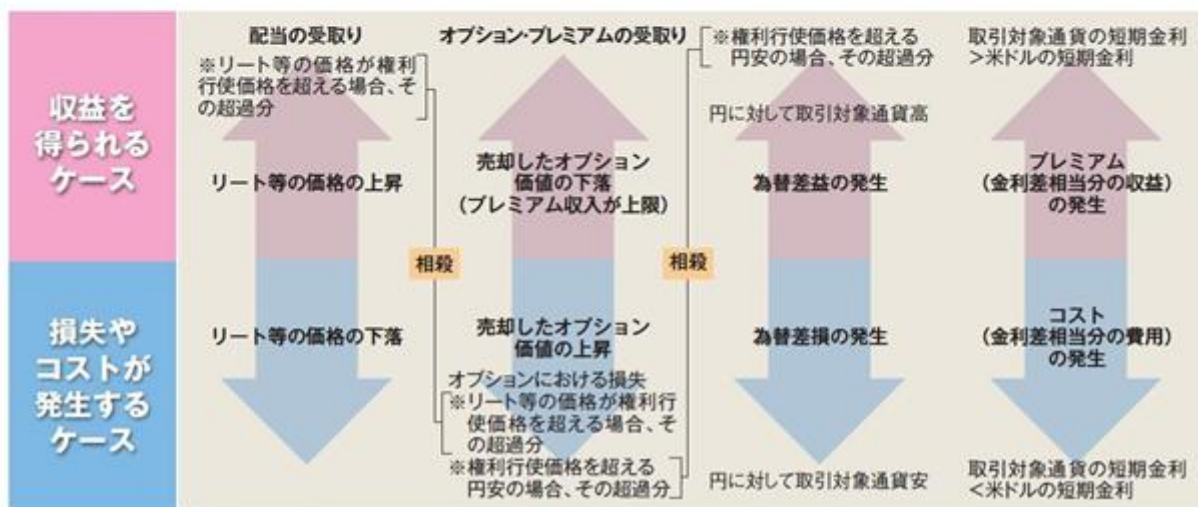 収益を
得られる
ケース
配当の受取り
※リート等の価格が権利
行使価格を超える場合、そ
の超過分
リート等の価格の上昇
オプション・プレミアムの受取り
売却したオプション
価値の下落
（プレミアム収入が上限）
※権利行使価格を超える
円安の場合、その超過分
円に対して取引対象通貨高
為替差益の発生
取引対象通貨の短期金利
＞米ドルの短期金利
プレミアム
（金利差相当分の収益）
の発生
相殺
相殺
損失や
コストが
発生する
ケース
リート等の価格の下落
売却したオプション
価値の上昇
オプションにおける損失
※リート等の価格が権利行
使価格を超える場合、そ
の超過分
※権利行使価格を超える
円安の場合、その超過分
為替差損の発生
円に対して取引対象通貨安
コスト
（金利差相当分の費用）
の発生
取引対象通貨の短期金利
＜米ドルの短期金利